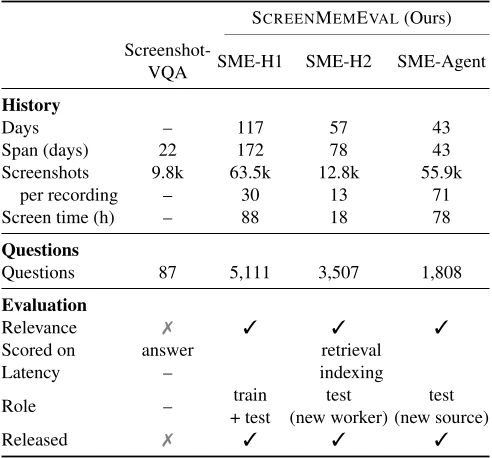 SCREENMEMEVAL (Ours)
Screenshot-VQA SME-H1 SME-H2 SME-Agent
History
Days – 117 57 43
Span (days) 22 172 78 43
Screenshots 9.8k 63.5k 12.8k 55.9k
per recording – 30 13 71
Screen time (h) – 88 18 78
Questions
Questions 87 5,111 3,507 1,808
Evaluation
Relevance ✗ ✓ ✓ ✓
Scored on answer retrieval
Latency – indexing
Role – train + test test (new worker) test (new source)
Released ✗ ✓ ✓ ✓